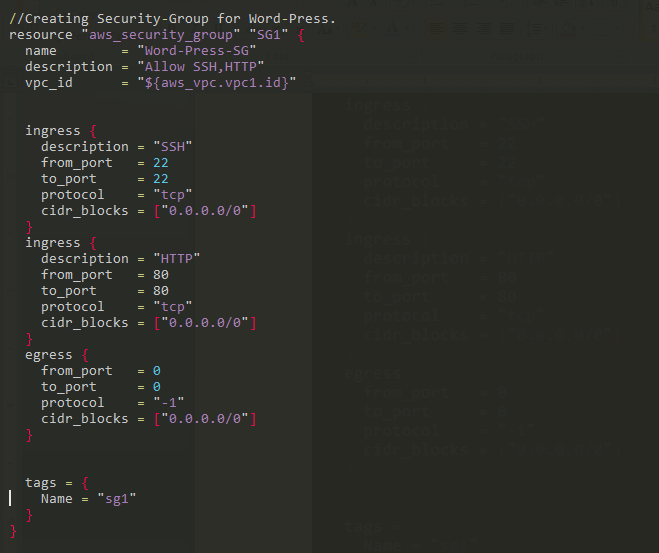 //Creating Security-Group for Word-Press.
resource "aws_security_group" "SG1" {
  name        = "Word-Press-SG"
  description = "Allow SSH,HTTP"
  vpc_id      = "${aws_vpc.vpc1.id}"
  ingress {
    description = "SSH"
    from_port   = 22
    to_port     = 22
    protocol    = "tcp"
    cidr_blocks = ["0.0.0.0/0"]
  }
  ingress {
    description = "HTTP"
    from_port   = 80
    to_port     = 80
    protocol    = "tcp"
    cidr_blocks = ["0.0.0.0/0"]
  }
  egress {
    from_port   = 0
    to_port     = 0
    protocol    = "-1"
    cidr_blocks = ["0.0.0.0/0"]
  }
  tags = {
    Name = "sg1"
  }
}